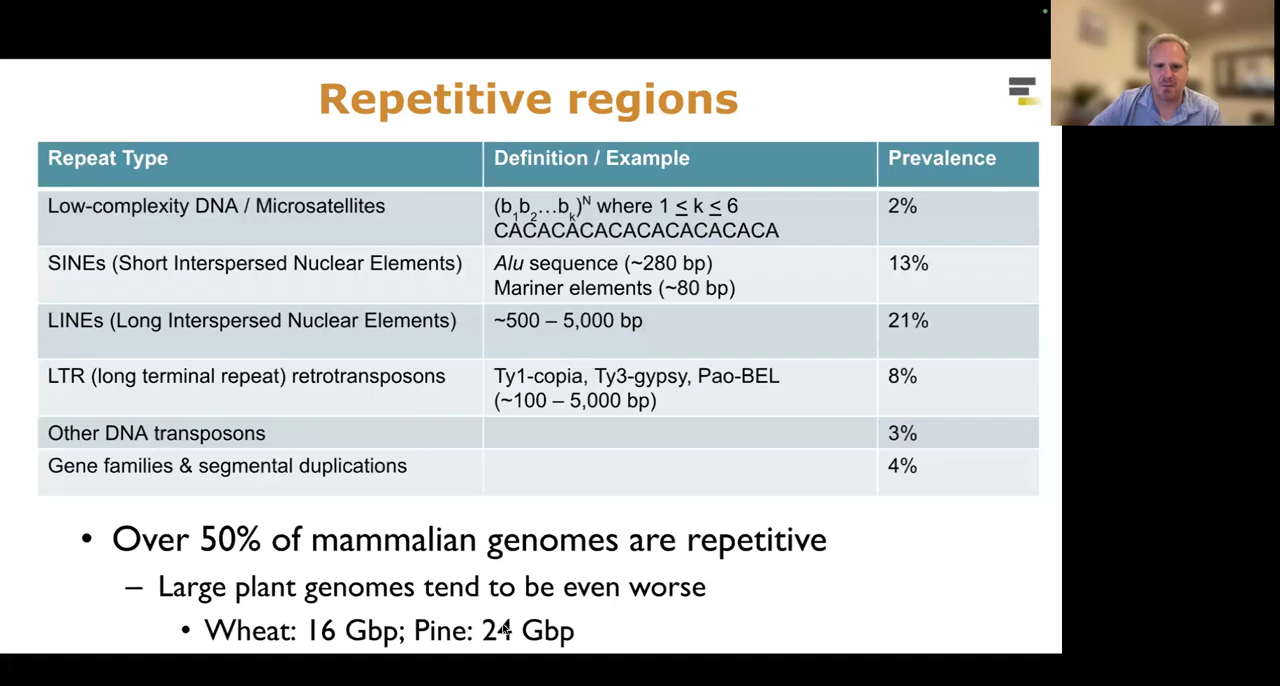 Repetitive regions
Repeat Type Definition / Example Prevalence
Low-complexity DNA / Microsatellites (b₁b₂…bₖ)ᴺ where 1 ≤ k ≤ 6 2%
CACACACACACACACACACA
SINEs (Short Interspersed Nuclear Elements) Alu sequence (~280 bp) 13%
Mariner elements (~80 bp)
LINEs (Long Interspersed Nuclear Elements) ~500 – 5,000 bp 21%
LTR (long terminal repeat) retrotransposons Ty1-copia, Ty3-gypsy, Pao-BEL 8%
(~100 – 5,000 bp)
Other DNA transposons 3%
Gene families & segmental duplications 4%
• Over 50% of mammalian genomes are repetitive
– Large plant genomes tend to be even worse
• Wheat: 16 Gbp; Pine: 24 Gbp